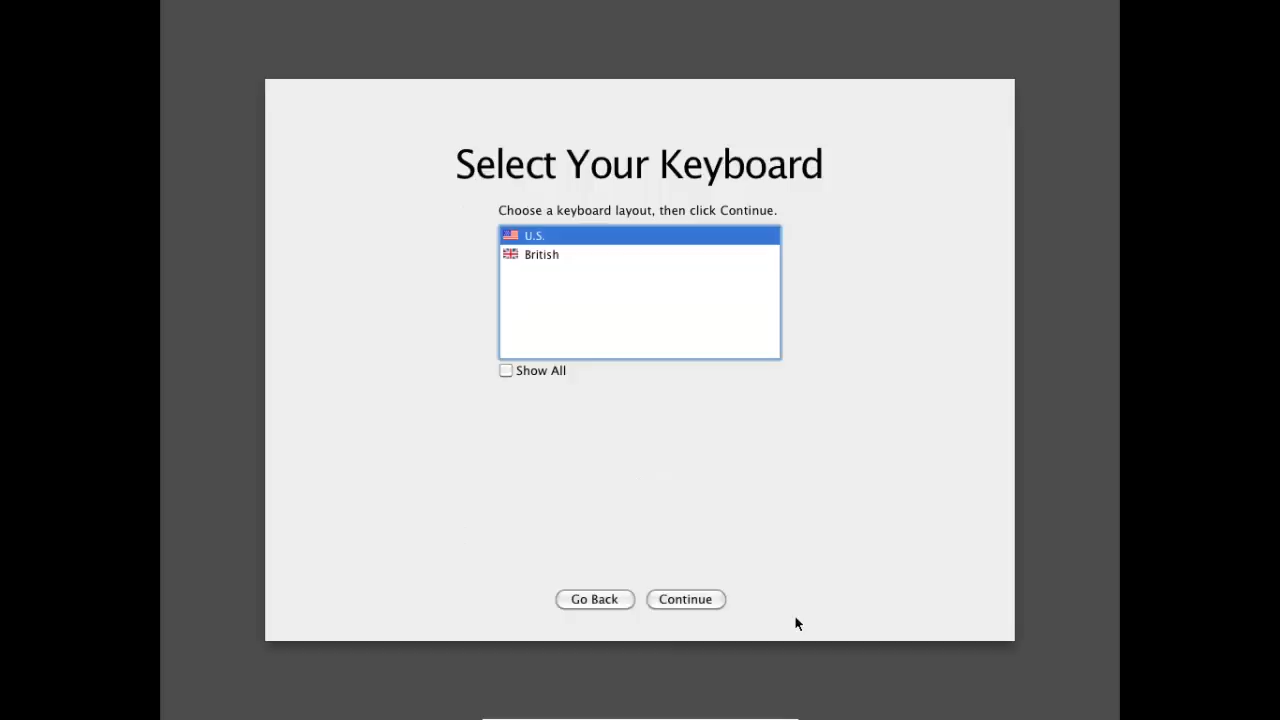 Select Your Keyboard
Choose a keyboard layout, then click Continue.
U.S.
British
Show All
Go Back
Continue